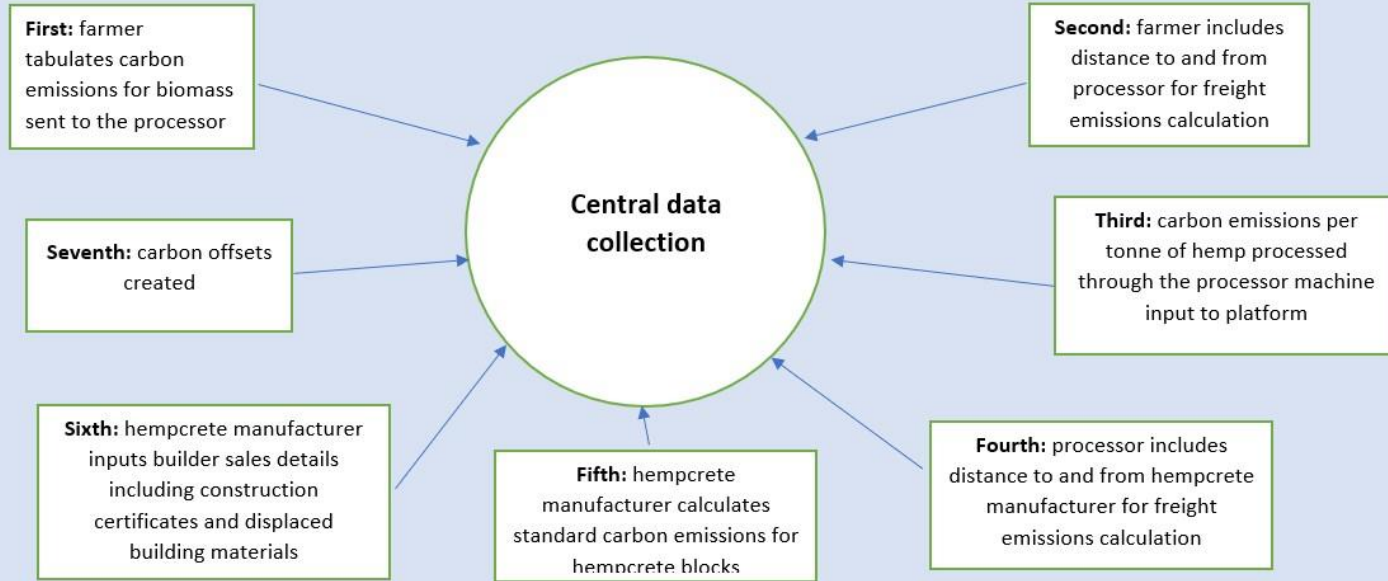 First: farmer
tabulates carbon
emissions for biomass
sent to the processor
Second: farmer includes
distance to and from
processor for freight
emissions calculation
Central data
collection
Third: carbon emissions per
tonne of hemp processed
through the processor machine
input to platform
Seventh: carbon offsets
created
Sixth: hempcrete manufacturer
inputs builder sales details
including construction
certificates and displaced
building materials
Fifth: hempcrete
manufacturer calculates
standard carbon emissions for
hempcrete blocks
Fourth: processor includes
distance to and from hempcrete
manufacturer for freight
emissions calculation